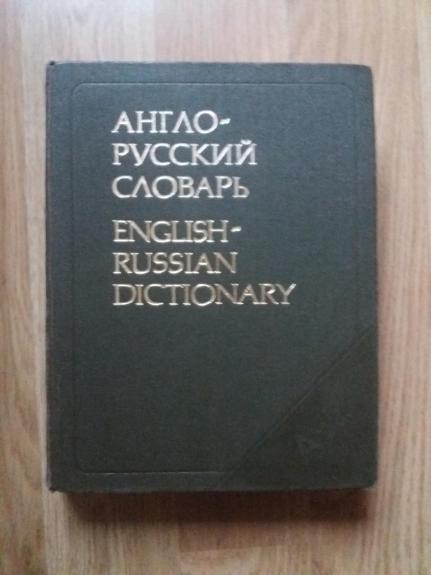 АНГЛО-
РУССКИЙ
СЛОВАРЬ
ENGLISH-
RUSSIAN
DICTIONARY